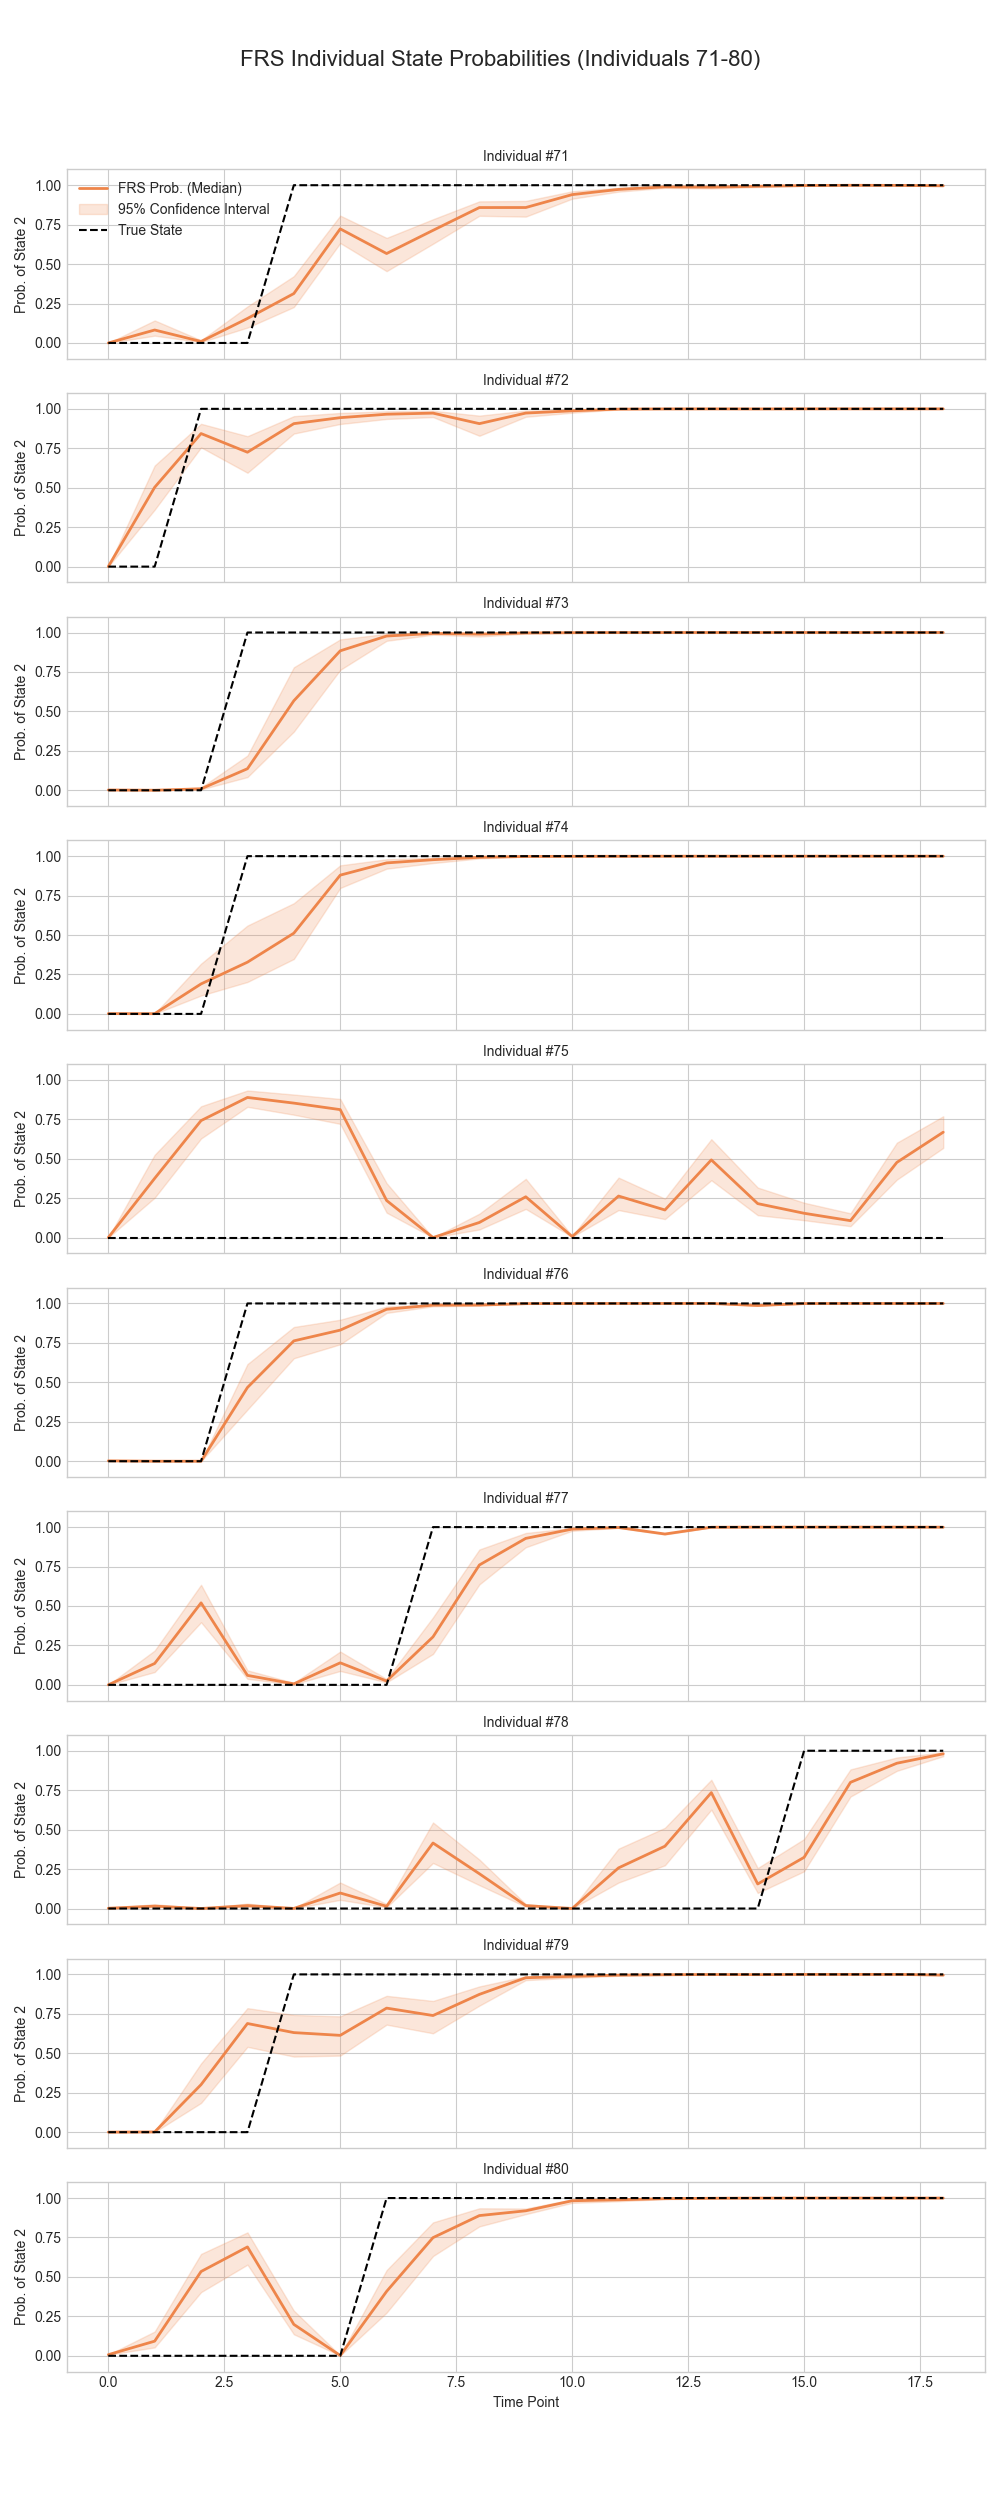 FRS Individual State Probabilities (Individuals 71-80)
Individual #71
FRS Prob. (Median)
95% Confidence Interval
True State
Prob. of State 2
1.00
0.75
0.50
0.25
0.00
Individual #72
Prob. of State 2
1.00
0.75
0.50
0.25
0.00
Individual #73
Prob. of State 2
1.00
0.75
0.50
0.25
0.00
Individual #74
Prob. of State 2
1.00
0.75
0.50
0.25
0.00
Individual #75
Prob. of State 2
1.00
0.75
0.50
0.25
0.00
Individual #76
Prob. of State 2
1.00
0.75
0.50
0.25
0.00
Individual #77
Prob. of State 2
1.00
0.75
0.50
0.25
0.00
Individual #78
Prob. of State 2
1.00
0.75
0.50
0.25
0.00
Individual #79
Prob. of State 2
1.00
0.75
0.50
0.25
0.00
Individual #80
Prob. of State 2
1.00
0.75
0.50
0.25
0.00
0.0 2.5 5.0 7.5 10.0 12.5 15.0 17.5
Time Point